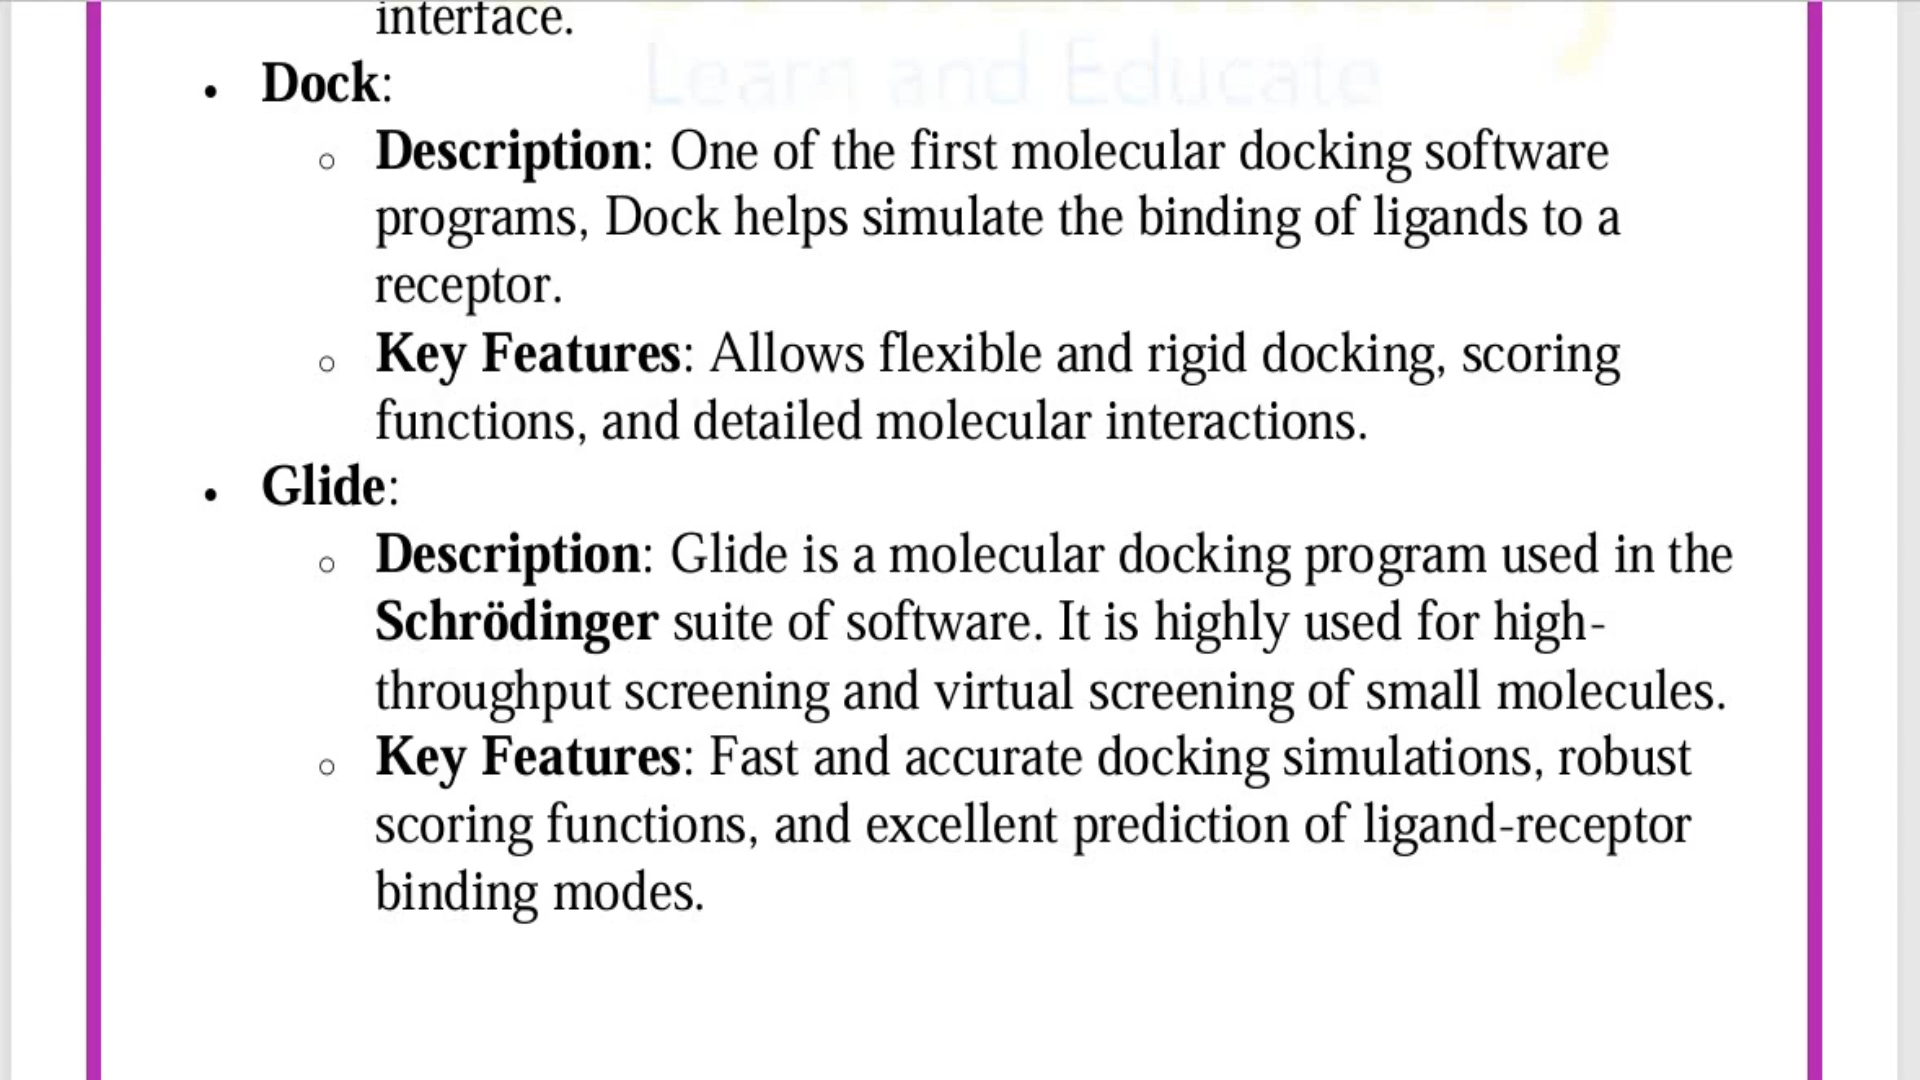 interface.
Learn and Educate
• Dock:
○ Description: One of the first molecular docking software
programs, Dock helps simulate the binding of ligands to a
receptor.
○ Key Features: Allows flexible and rigid docking, scoring
functions, and detailed molecular interactions.
• Glide:
○ Description: Glide is a molecular docking program used in the
Schrödinger suite of software. It is highly used for high-
throughput screening and virtual screening of small molecules.
○ Key Features: Fast and accurate docking simulations, robust
scoring functions, and excellent prediction of ligand-receptor
binding modes.